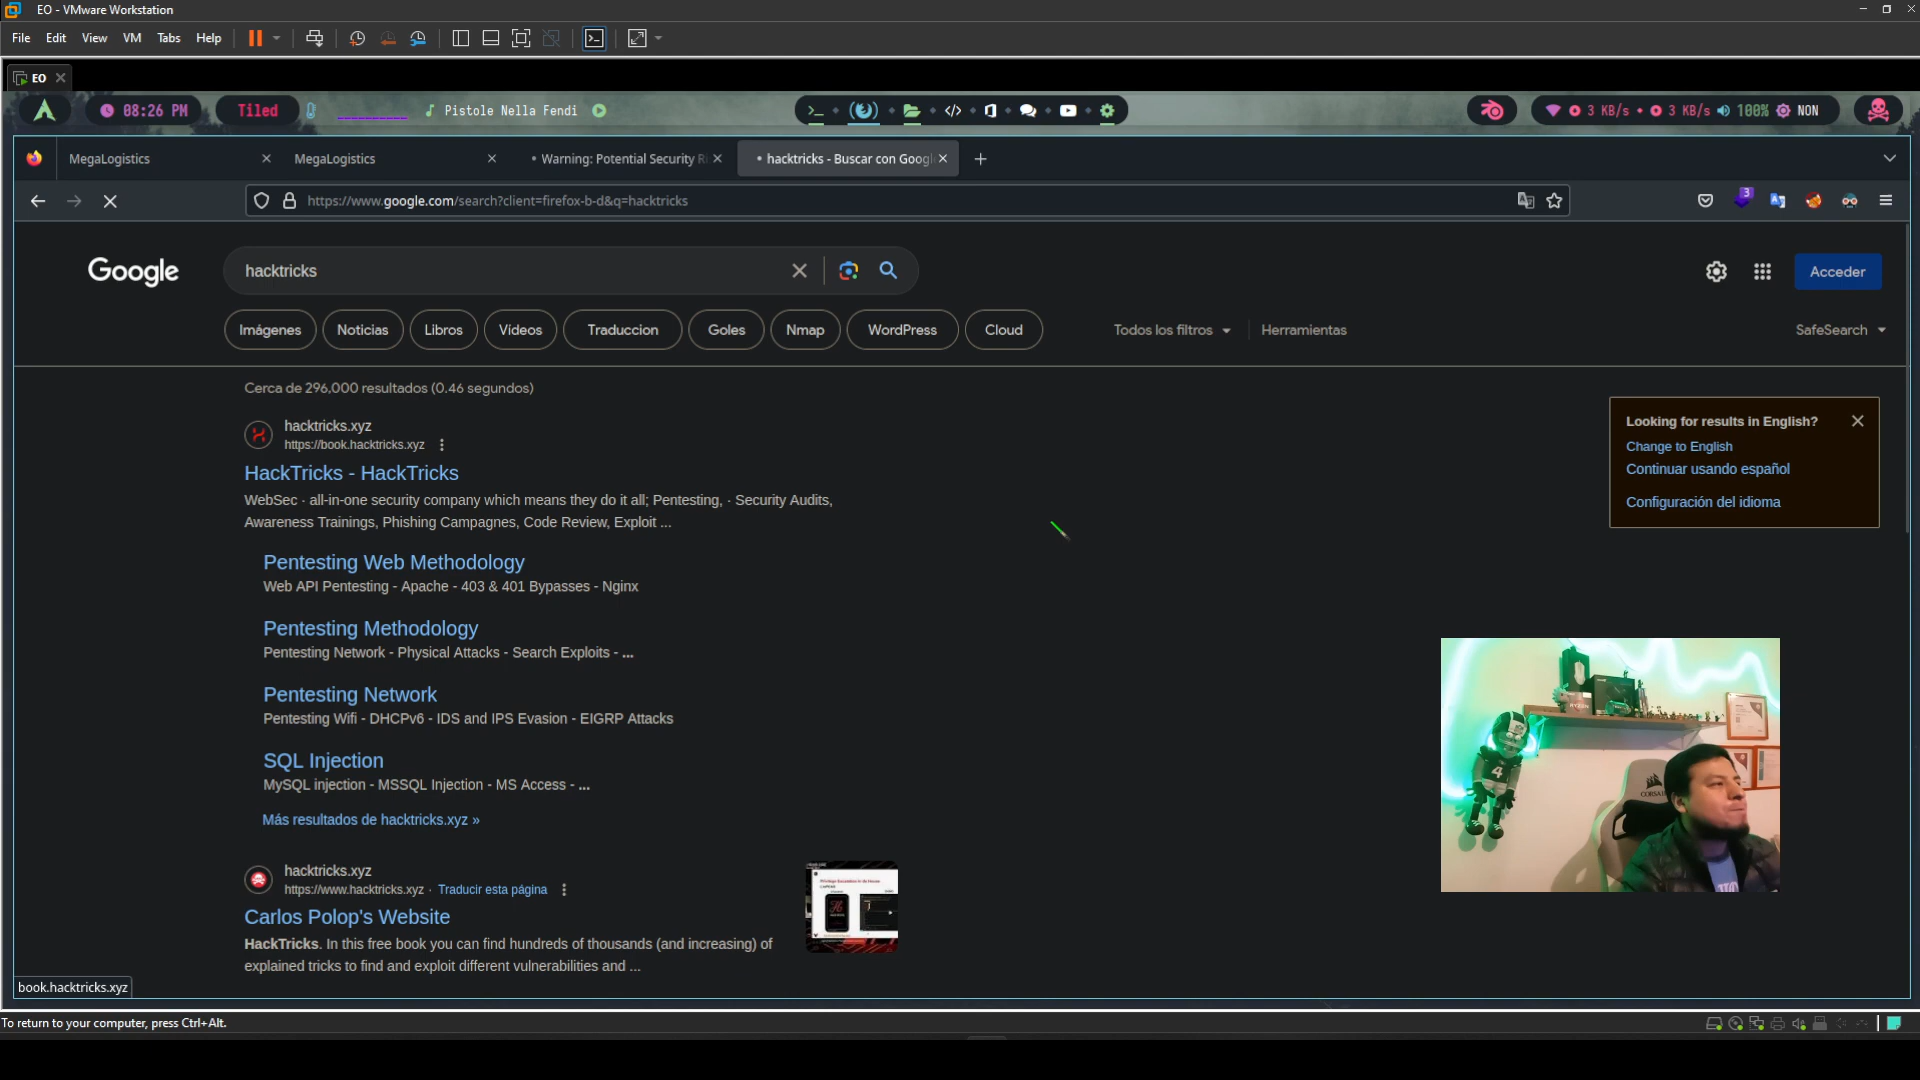 EO - VMware Workstation
File Edit View VM Tabs Help
EO
08:26 PM Tiled Pistole Nella Fendi 3 KB/s 3 KB/s 100% NON
MegaLogistics MegaLogistics Warning: Potential Security R hacktricks - Buscar con Googl
https://www.google.com/search?client=firefox-b-d&q=hacktricks 3
Google hacktricks Acceder
Imágenes Noticias Libros Videos Traduccion Goles Nmap WordPress Cloud Todos los filtros Herramientas SafeSearch
Cerca de 296,000 resultados (0.46 segundos)
hacktricks.xyz
https://book.hacktricks.xyz
HackTricks - HackTricks
WebSec · all-in-one security company which means they do it all; Pentesting, · Security Audits,
Awareness Trainings, Phishing Campagnes, Code Review, Exploit ...
Pentesting Web Methodology
Web API Pentesting - Apache - 403 & 401 Bypasses - Nginx
Pentesting Methodology
Pentesting Network - Physical Attacks - Search Exploits - ...
Pentesting Network
Pentesting Wifi - DHCPv6 - IDS and IPS Evasion - EIGRP Attacks
SQL Injection
MySQL injection - MSSQL Injection - MS Access - ...
Más resultados de hacktricks.xyz »
hacktricks.xyz
https://www.hacktricks.xyz · Traducir esta página
Carlos Polop's Website
HackTricks. In this free book you can find hundreds of thousands (and increasing) of
explained tricks to find and exploit different vulnerabilities and ...
Looking for results in English?
Change to English
Continuar usando español
Configuración del idioma
RYZEN
4
CORSAIR
book.hacktricks.xyz
To return to your computer, press Ctrl+Alt.